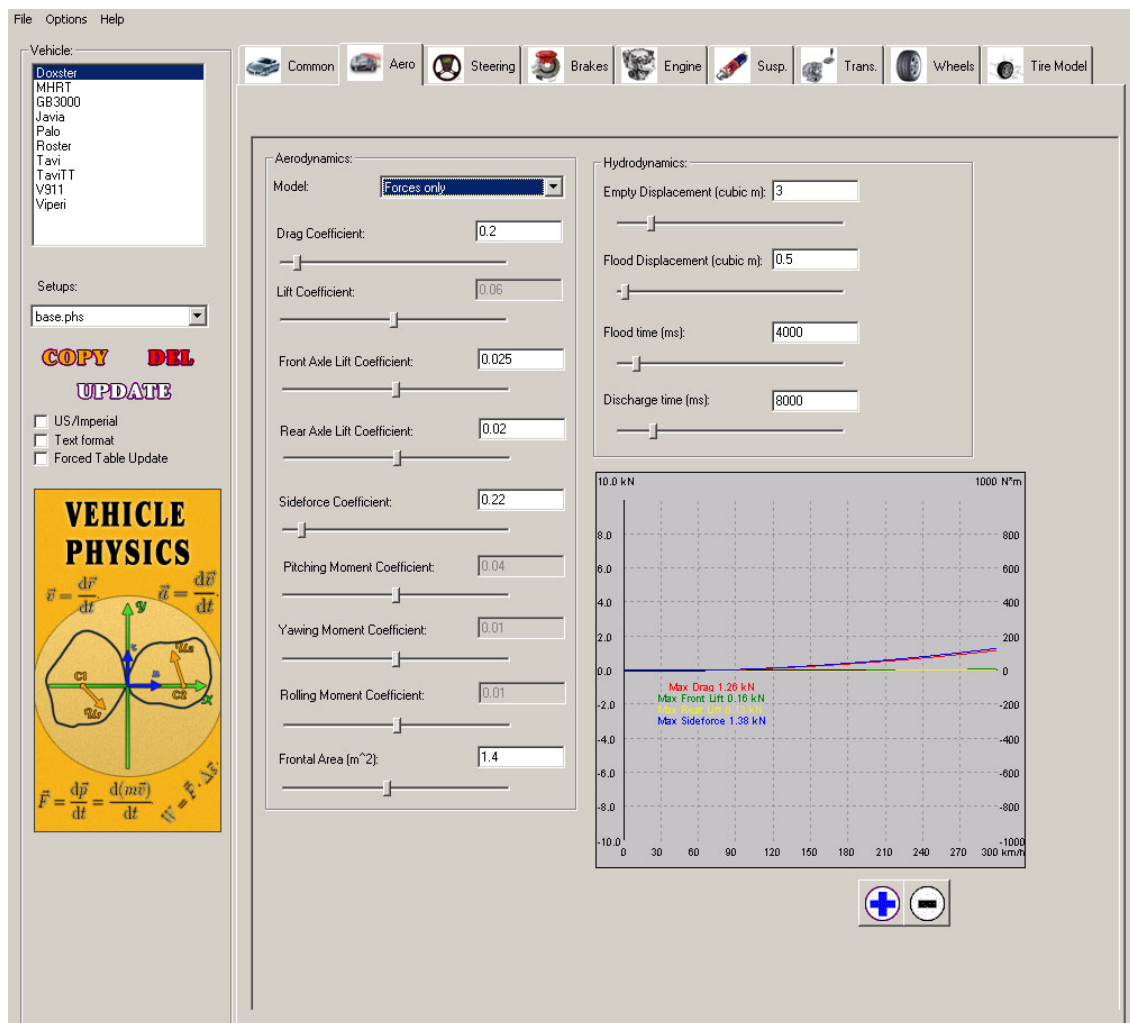 File Options Help
Vehicle:
Doxster
MHRT
GB3000
Javia
Palo
Roster
Tavi
TaviTT
V911
Viperi
Setups:
base.phs
COPY DEL
UPDATE
US/Imperial
Text format
Forced Table Update
VEHICLE
PHYSICS
Common Aero Steering Brakes Engine Susp. Trans. Wheels Tire Model
Aerodynamics:
Model: Forces only
Drag Coefficient: 0.2
Lift Coefficient: 0.06
Front Axle Lift Coefficient: 0.025
Rear Axle Lift Coefficient: 0.02
Sideforce Coefficient: 0.22
Pitching Moment Coefficient: 0.04
Yawing Moment Coefficient: 0.01
Rolling Moment Coefficient: 0.01
Frontal Area (m^2): 1.4
Hydrodynamics:
Empty Displacement (cubic m): 3
Flood Displacement (cubic m): 0.5
Flood time (ms): 4000
Discharge time (ms): 8000
10.0 kN 1000 N*m
8.0 800
6.0 600
4.0 400
2.0 200
0.0 0
Max Drag 1.26 kN
Max Front Lift 0.16 kN
Max Sideforce 1.38 kN
-2.0 -200
-4.0 -400
-6.0 -600
-8.0 -800
-10.0 -1000
0 30 60 90 120 150 180 210 240 270 300 km/h